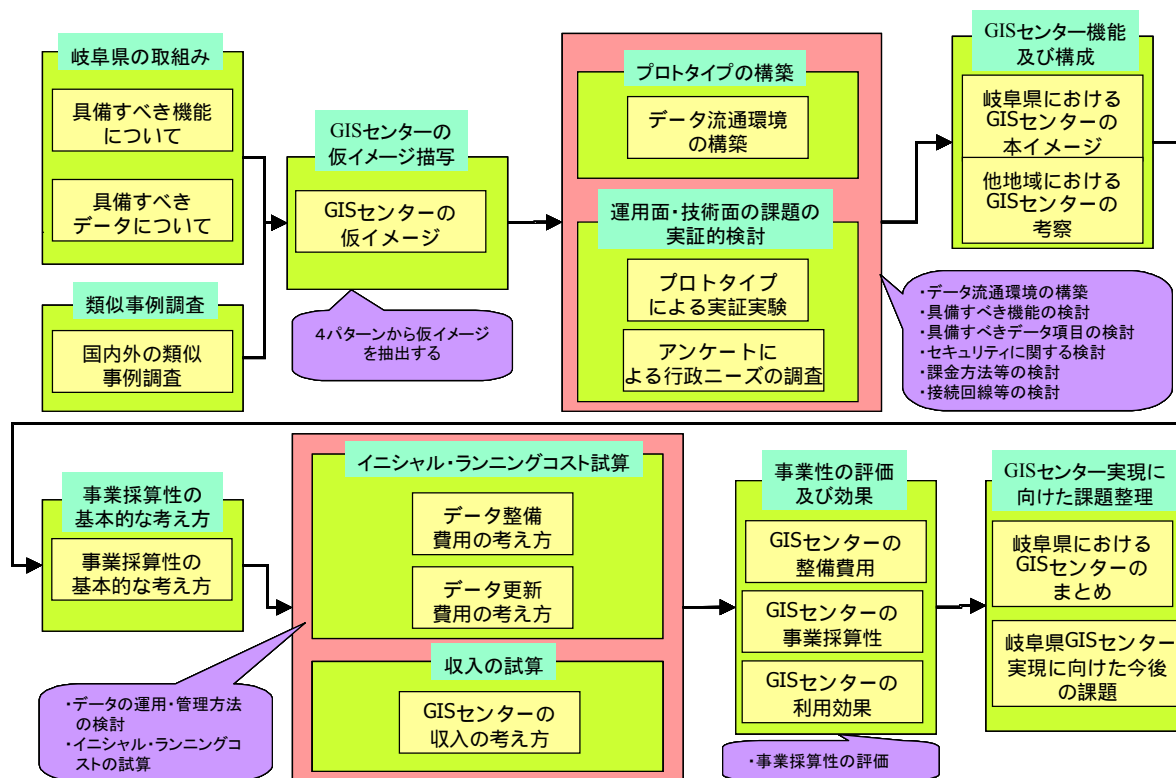 岐阜県の取組み
具備すべき機能
について
具備すべき
データについて
類似事例調査
国内外の類似
事例調査
GISセンターの
仮イメージ描写
GISセンターの
仮イメージ
4パターンから仮イメージ
を抽出する
プロトタイプの構築
データ流通環境
の構築
運用面・技術面の課題の
実証的検討
プロトタイプ
による実証実験
アンケートに
よる行政ニーズの調査
GISセンター機能
及び構成
岐阜県における
GISセンターの
本イメージ
他地域における
GISセンターの
考察
・データ流通環境の構築
・具備すべき機能の検討
・具備すべきデータ項目の検討
・セキュリティに関する検討
・課金方法等の検討
・接続回線等の検討
事業採算性の
基本的な考え方
事業採算性の
基本的な考え方
・データの運用・管理方法
の検討
・イニシャル・ランニングコ
ストの試算
イニシャル・ランニングコスト試算
データ整備
費用の考え方
データ更新
費用の考え方
収入の試算
GISセンターの
収入の考え方
事業性の評価
及び効果
GISセンターの
整備費用
GISセンターの
事業採算性
GISセンターの
利用効果
・事業採算性の評価
GISセンター実現に
向けた課題整理
岐阜県における
GISセンターの
まとめ
岐阜県GISセンター
実現に向けた今後
の課題